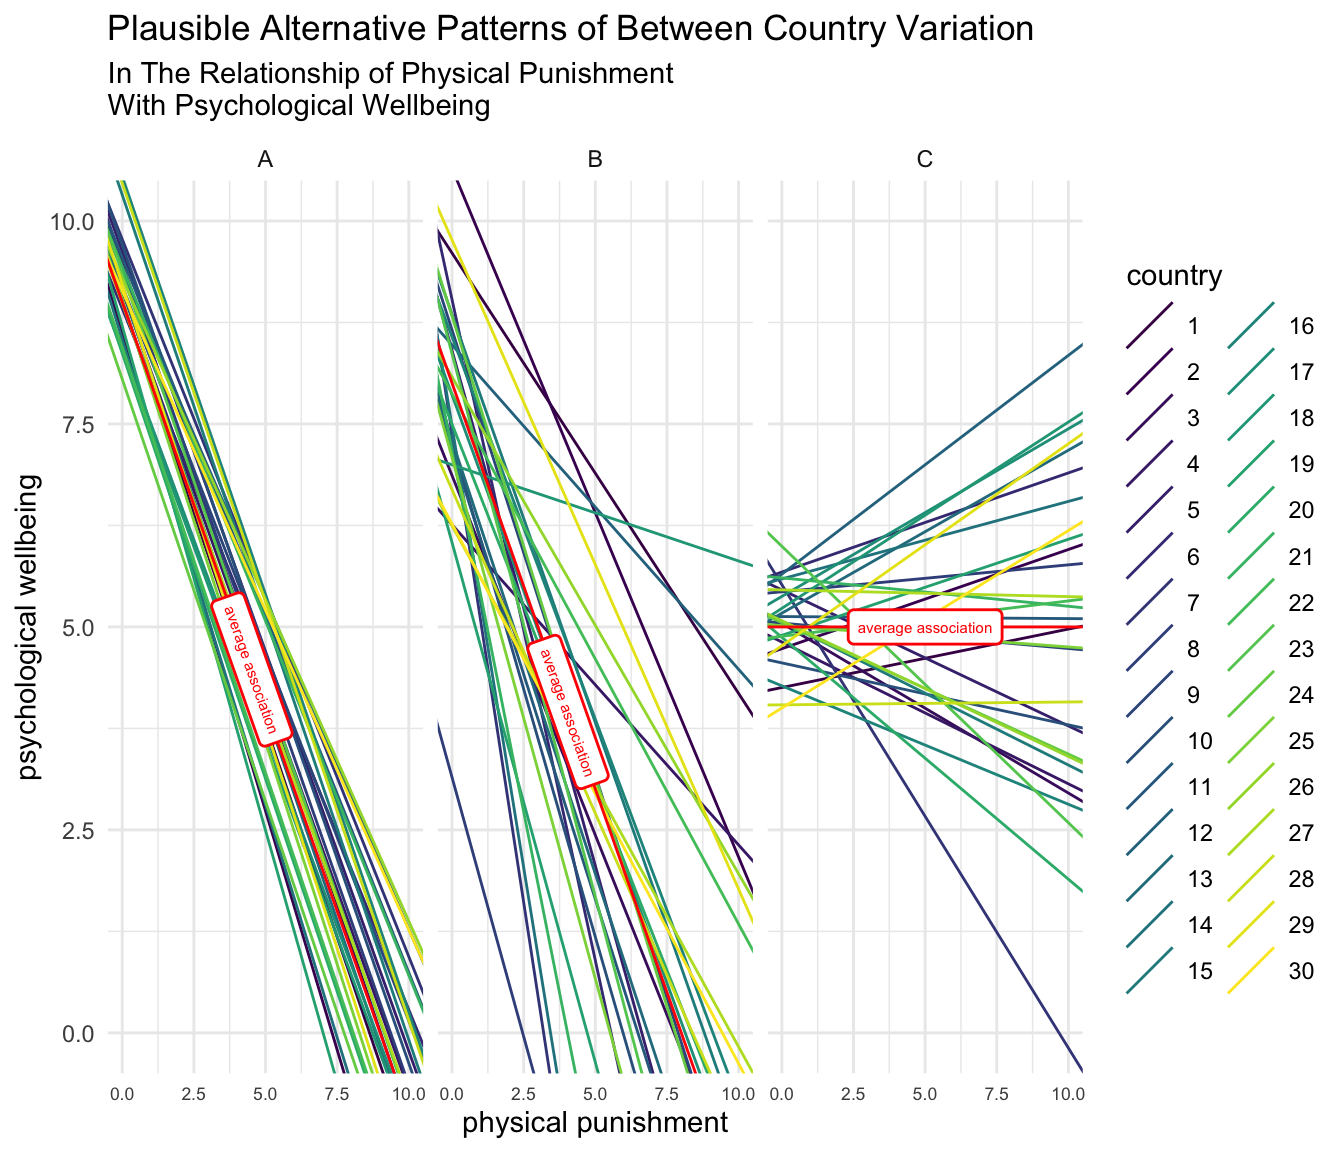 Plausible Alternative Patterns of Between Country Variation
In The Relationship of Physical Punishment
With Psychological Wellbeing
A
B
C
psychological wellbeing
10.0
7.5
5.0
2.5
0.0
average association
average association
average association
0.0 2.5 5.0 7.5 10.0
0.0 2.5 5.0 7.5 10.0
0.0 2.5 5.0 7.5 10.0
physical punishment
country
1
2
3
4
5
6
7
8
9
10
11
12
13
14
15
16
17
18
19
20
21
22
23
24
25
26
27
28
29
30